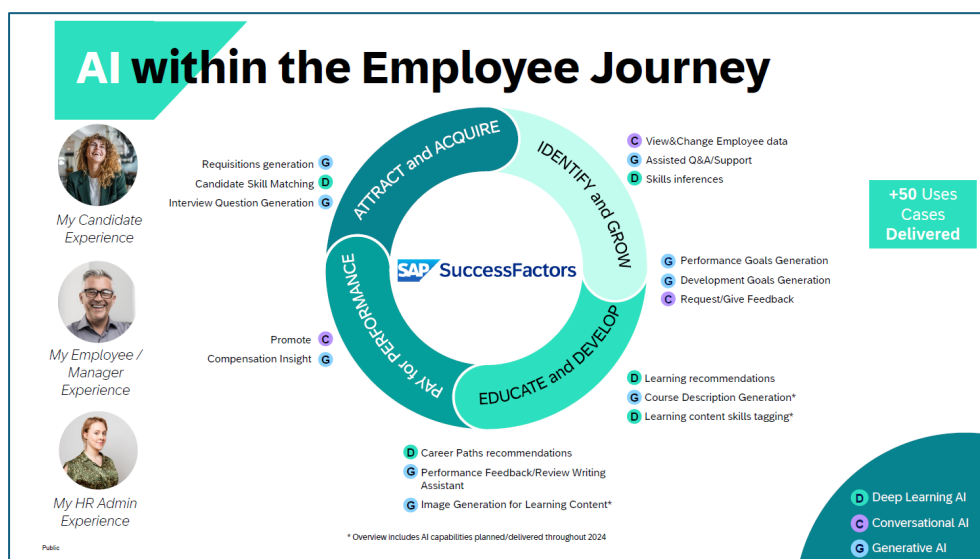 AI within the Employee Journey
My Candidate
Experience
My Employee /
Manager
Experience
My HR Admin
Experience
Requisitions generation G
Candidate Skill Matching D
Interview Question Generation G
Promote C
Compensation Insight G
ATTRACT and ACQUIRE
IDENTIFY and GROW
EDUCATE and DEVELOP
PAY for PERFORMANCE
SAP SuccessFactors
C View&Change Employee data
G Assisted Q&A/Support
D Skills inferences
G Performance Goals Generation
G Development Goals Generation
C Request/Give Feedback
D Learning recommendations
G Course Description Generation*
D Learning content skills tagging*
D Career Paths recommendations
G Performance Feedback/Review Writing
Assistant
G Image Generation for Learning Content*
+50 Uses
Cases
Delivered
D Deep Learning AI
C Conversational AI
G Generative AI
* Overview includes AI capabilities planned/delivered throughout 2024
Public